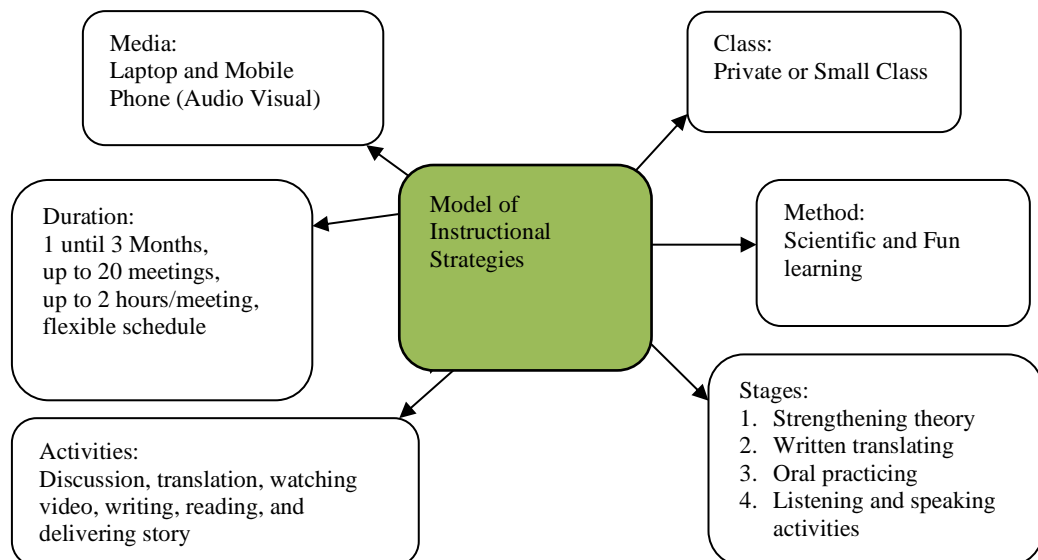 Media:
Laptop and Mobile
Phone (Audio Visual)
Class:
Private or Small Class
Model of
Instructional
Strategies
Duration:
1 until 3 Months,
up to 20 meetings,
up to 2 hours/meeting,
flexible schedule
Method:
Scientific and Fun
learning
Activities:
Discussion, translation, watching
video, writing, reading, and
delivering story
Stages:
1. Strengthening theory
2. Written translating
3. Oral practicing
4. Listening and speaking
activities